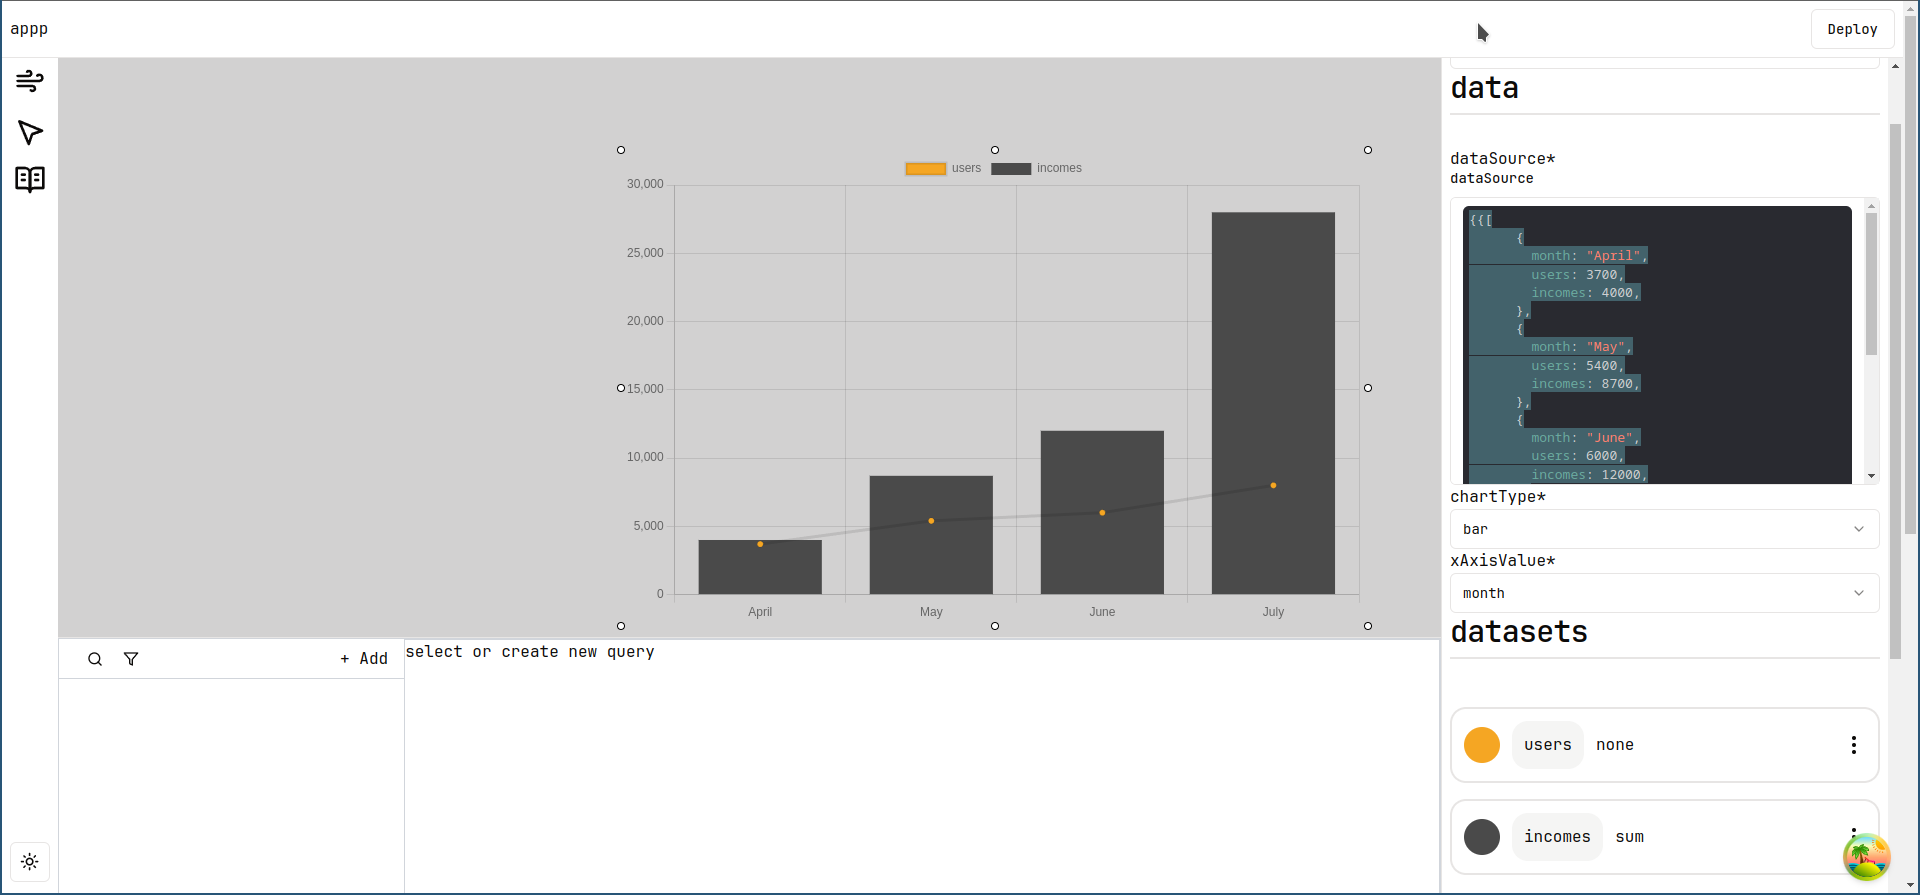 appp
Deploy
users
incomes
30,000
25,000
20,000
15,000
10,000
5,000
0
April
May
June
July
+ Add
select or create new query
data
dataSource*
dataSource
{{[
{
month: "April",
users: 3700,
incomes: 4000,
},
{
month: "May",
users: 5400,
incomes: 8700,
},
{
month: "June",
users: 6000,
incomes: 12000,
chartType*
bar
xAxisValue*
month
datasets
users none
incomes sum